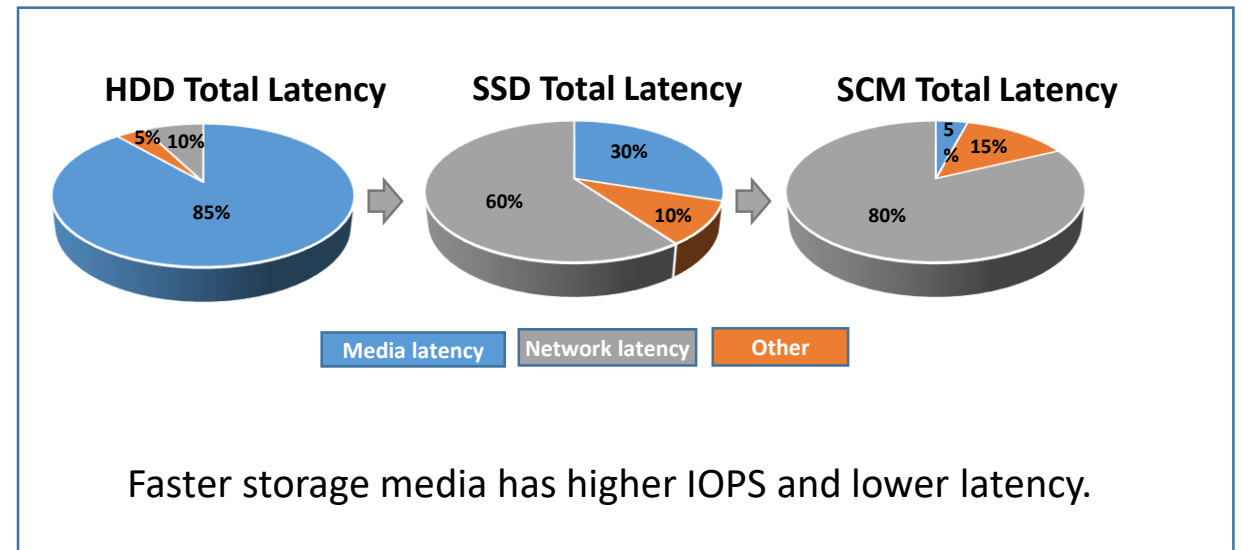 HDD Total Latency
SSD Total Latency
SCM Total Latency
5%
10%
85%
30%
60%
10%
5
%
15%
80%
Media latency
Network latency
Other
Faster storage media has higher IOPS and lower latency.